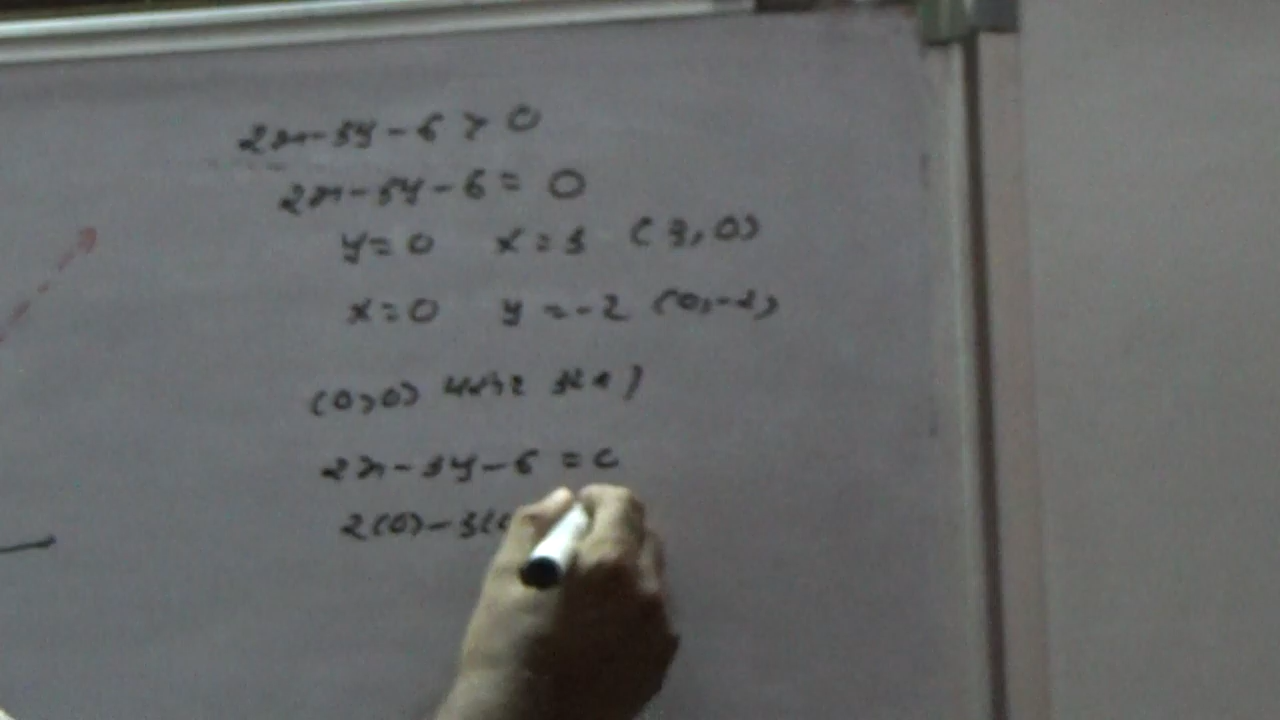 2x-3y-6 > 0
2x-3y-6 = 0
y=0 x=3 (3,0)
x=0 y=-2 (0,-2)
(0,0)
2x-3y-6 = 0
2(0)-3(